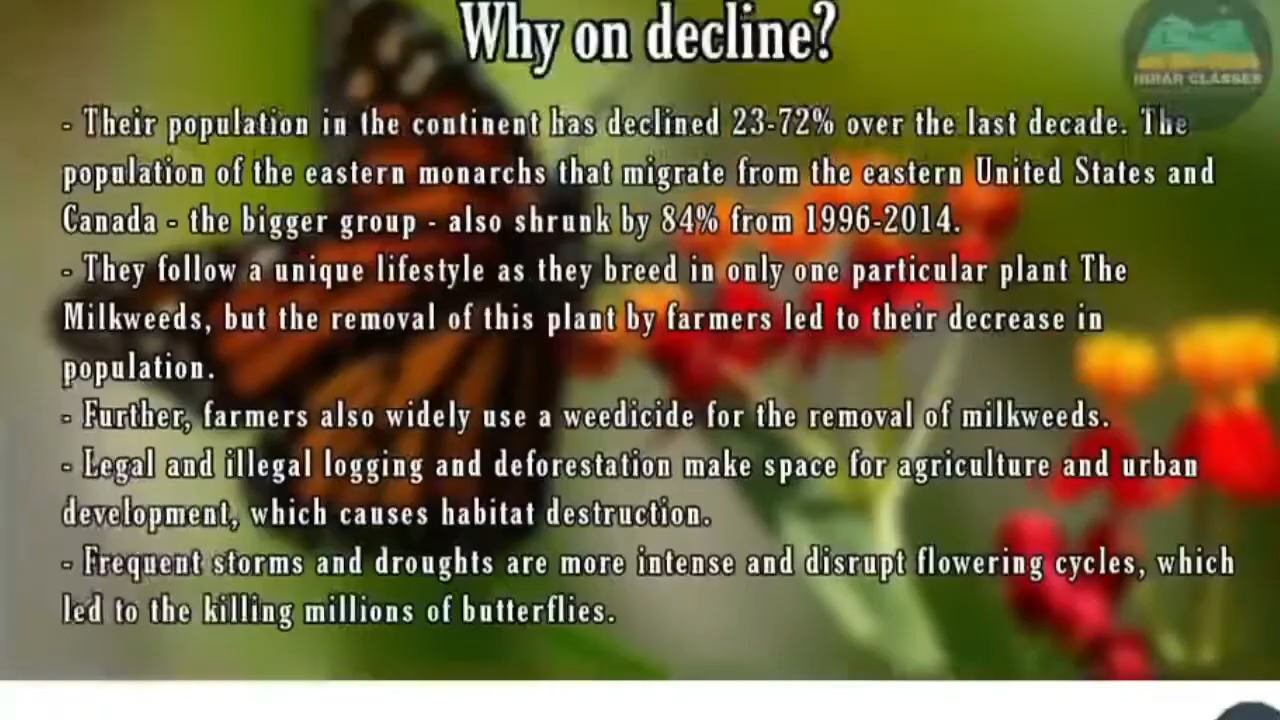 Why on decline?
HIHAR CLASSES
- Their population in the continent has declined 23-72% over the last decade. The
population of the eastern monarchs that migrate from the eastern United States and
Canada - the bigger group - also shrunk by 84% from 1996-2014.
- They follow a unique lifestyle as they breed in only one particular plant The
Milkweeds, but the removal of this plant by farmers led to their decrease in
population.
- Further, farmers also widely use a weedicide for the removal of milkweeds.
- Legal and illegal logging and deforestation make space for agriculture and urban
development, which causes habitat destruction.
- Frequent storms and droughts are more intense and disrupt flowering cycles, which
led to the killing millions of butterflies.